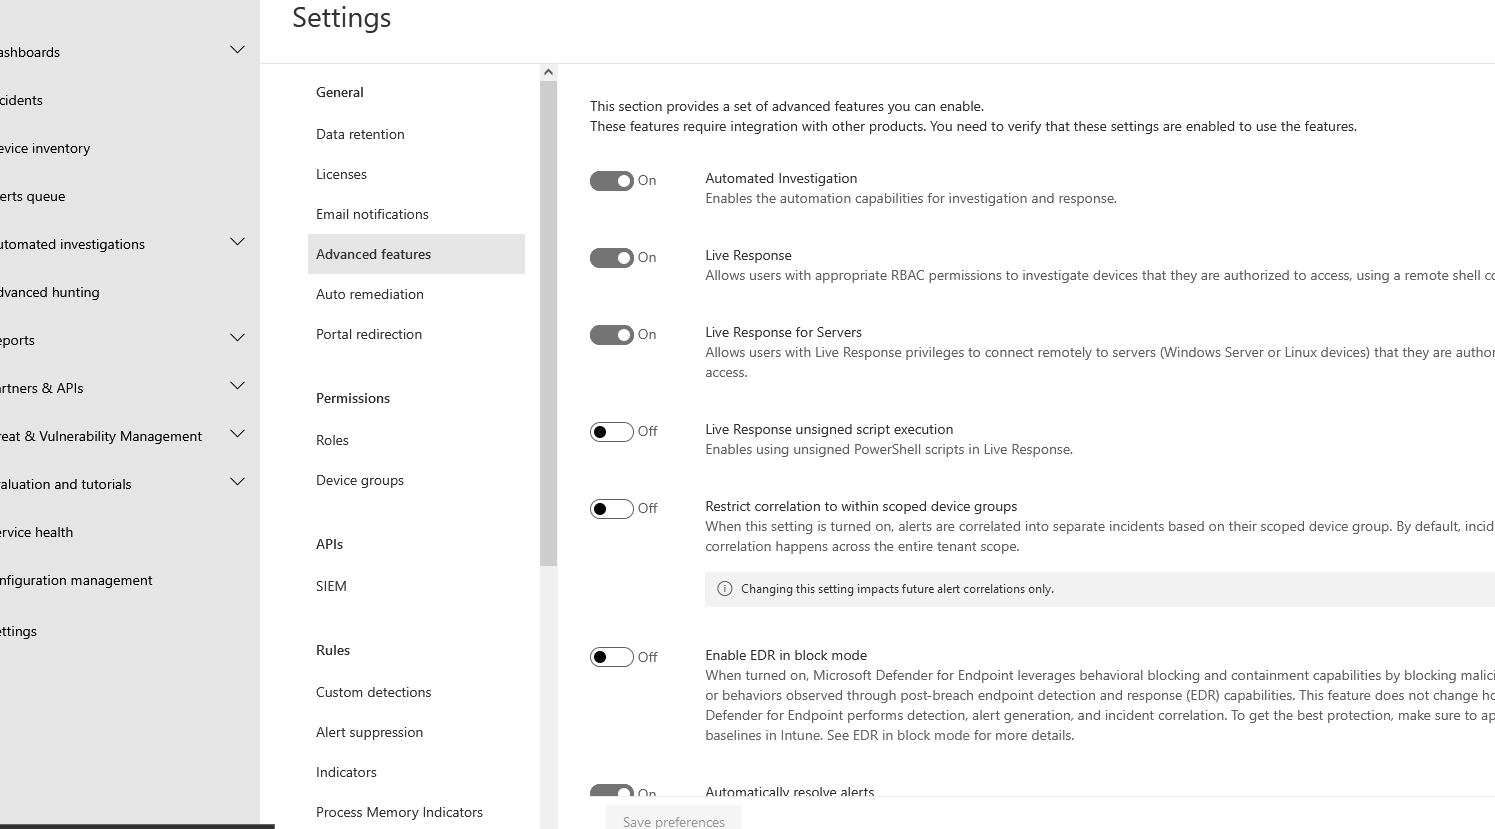 Settings
ashboards
cidents
evice inventory
erts queue
utomated investigations
dvanced hunting
eports
artners & APIs
reat & Vulnerability Management
valuation and tutorials
ervice health
nfiguration management
ettings
General
Data retention
Licenses
Email notifications
Advanced features
Auto remediation
Portal redirection
Permissions
Roles
Device groups
APIs
SIEM
Rules
Custom detections
Alert suppression
Indicators
Process Memory Indicators
This section provides a set of advanced features you can enable.
These features require integration with other products. You need to verify that these settings are enabled to use the features.
On
Automated Investigation
Enables the automation capabilities for investigation and response.
On
Live Response
Allows users with appropriate RBAC permissions to investigate devices that they are authorized to access, using a remote shell co
On
Live Response for Servers
Allows users with Live Response privileges to connect remotely to servers (Windows Server or Linux devices) that they are author
access.
Off
Live Response unsigned script execution
Enables using unsigned PowerShell scripts in Live Response.
Off
Restrict correlation to within scoped device groups
When this setting is turned on, alerts are correlated into separate incidents based on their scoped device group. By default, incid
correlation happens across the entire tenant scope.
Changing this setting impacts future alert correlations only.
Off
Enable EDR in block mode
When turned on, Microsoft Defender for Endpoint leverages behavioral blocking and containment capabilities by blocking malici
or behaviors observed through post-breach endpoint detection and response (EDR) capabilities. This feature does not change ho
Defender for Endpoint performs detection, alert generation, and incident correlation. To get the best protection, make sure to ap
baselines in Intune. See EDR in block mode for more details.
On
Automatically resolve alerts
Save preferences